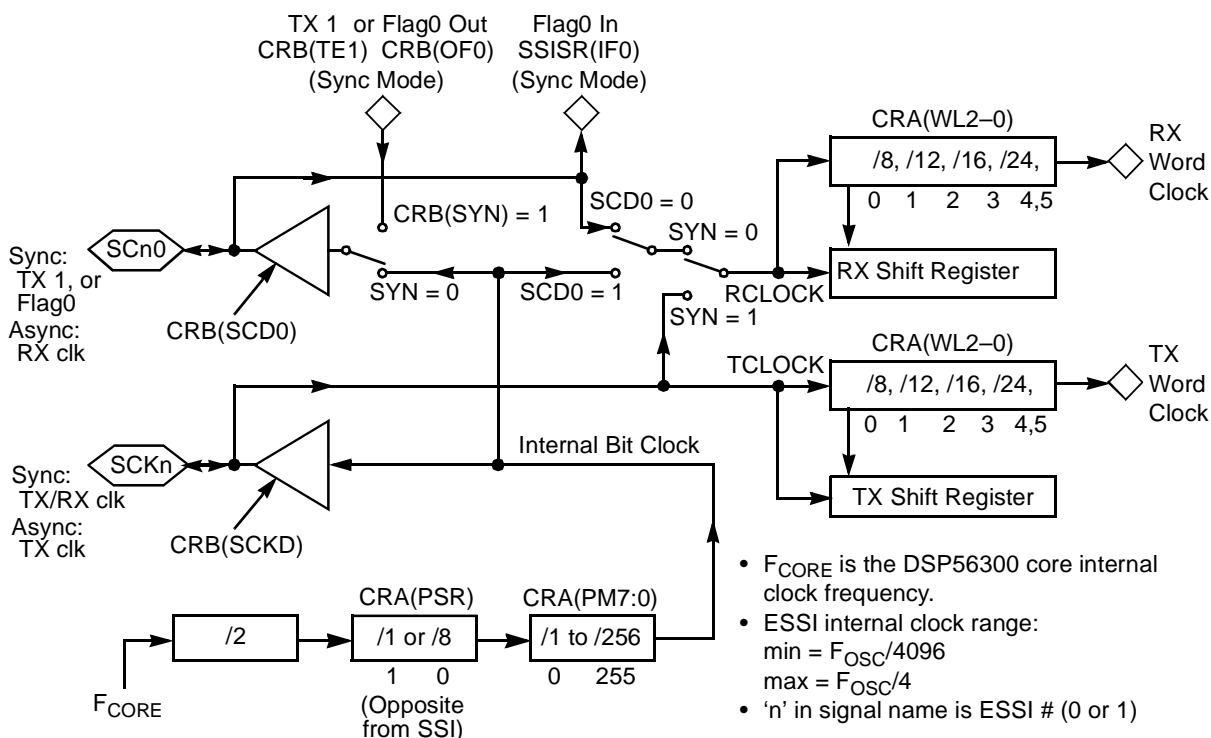 TX 1 or Flag0 Out
CRB(TE1) CRB(OF0)
(Sync Mode)
Flag0 In
SSISR(IF0)
(Sync Mode)
CRA(WL2–0)
/8, /12, /16, /24,
0 1 2 3 4,5
RX
Word
Clock
SCD0 = 0
CRB(SYN) = 1
SYN = 0
SCn0
Sync:
TX 1, or
Flag0
Async:
RX clk
SYN = 0
SCD0 = 1
RCLOCK
RX Shift Register
CRB(SCD0)
SYN = 1
CRA(WL2–0)
TCLOCK
/8, /12, /16, /24,
0 1 2 3 4,5
TX
Word
Clock
Internal Bit Clock
SCKn
Sync:
TX/RX clk
Async:
TX clk
TX Shift Register
CRB(SCKD)
CRA(PSR)
CRA(PM7:0)
/2
/1 or /8
/1 to /256
1 0
0 255
(Opposite
from SSI)
FCORE
• FCORE is the DSP56300 core internal
clock frequency.
• ESSI internal clock range:
min = FOSC/4096
max = FOSC/4
• ‘n’ in signal name is ESSI # (0 or 1)